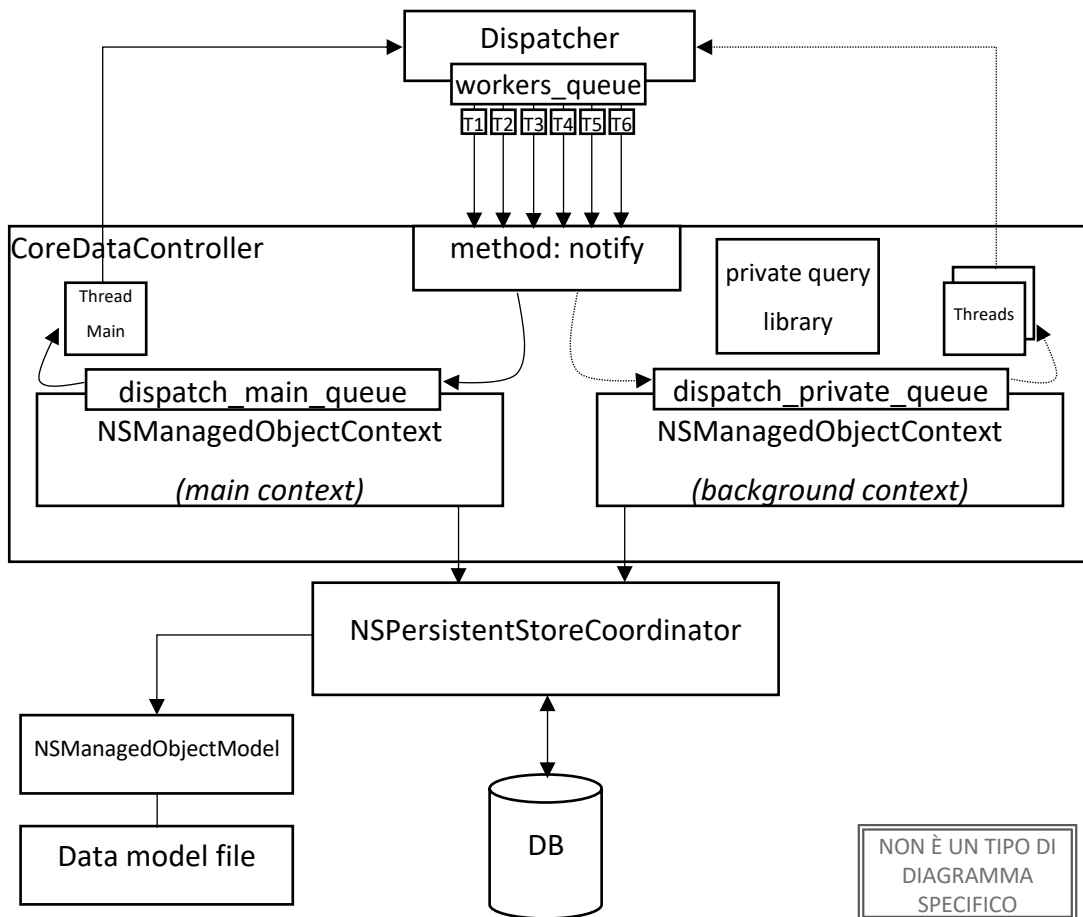 Dispatcher
workers_queue
T1 T2 T3 T4 T5 T6
CoreDataController
method: notify
private query
library
Thread
Main
Threads
dispatch_main_queue
NSManagedObjectContext
(main context)
dispatch_private_queue
NSManagedObjectContext
(background context)
NSPersistentStoreCoordinator
NSManagedObjectModel
Data model file
DB
NON È UN TIPO DI
DIAGRAMMA
SPECIFICO